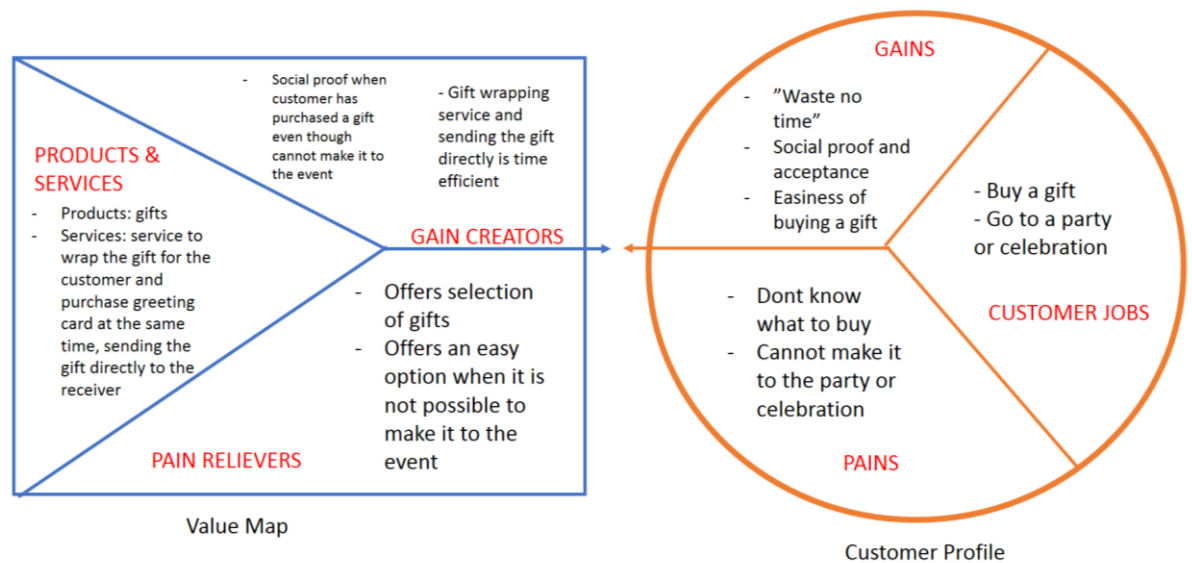 PRODUCTS &
SERVICES
- Products: gifts
- Services: service to
wrap the gift for the
customer and
purchase greeting
card at the same
time, sending the
gift directly to the
receiver
- Social proof when
customer has
purchased a gift
even though
cannot make it to
the event
- Gift wrapping
service and
sending the gift
directly is time
efficient
GAIN CREATORS
- Offers selection
of gifts
- Offers an easy
option when it is
not possible to
make it to the
event
PAIN RELIEVERS
Value Map
GAINS
- ”Waste no
time”
- Social proof and
acceptance
- Easiness of
buying a gift
- Buy a gift
- Go to a party
or celebration
CUSTOMER JOBS
- Dont know
what to buy
- Cannot make it
to the party or
celebration
PAINS
Customer Profile